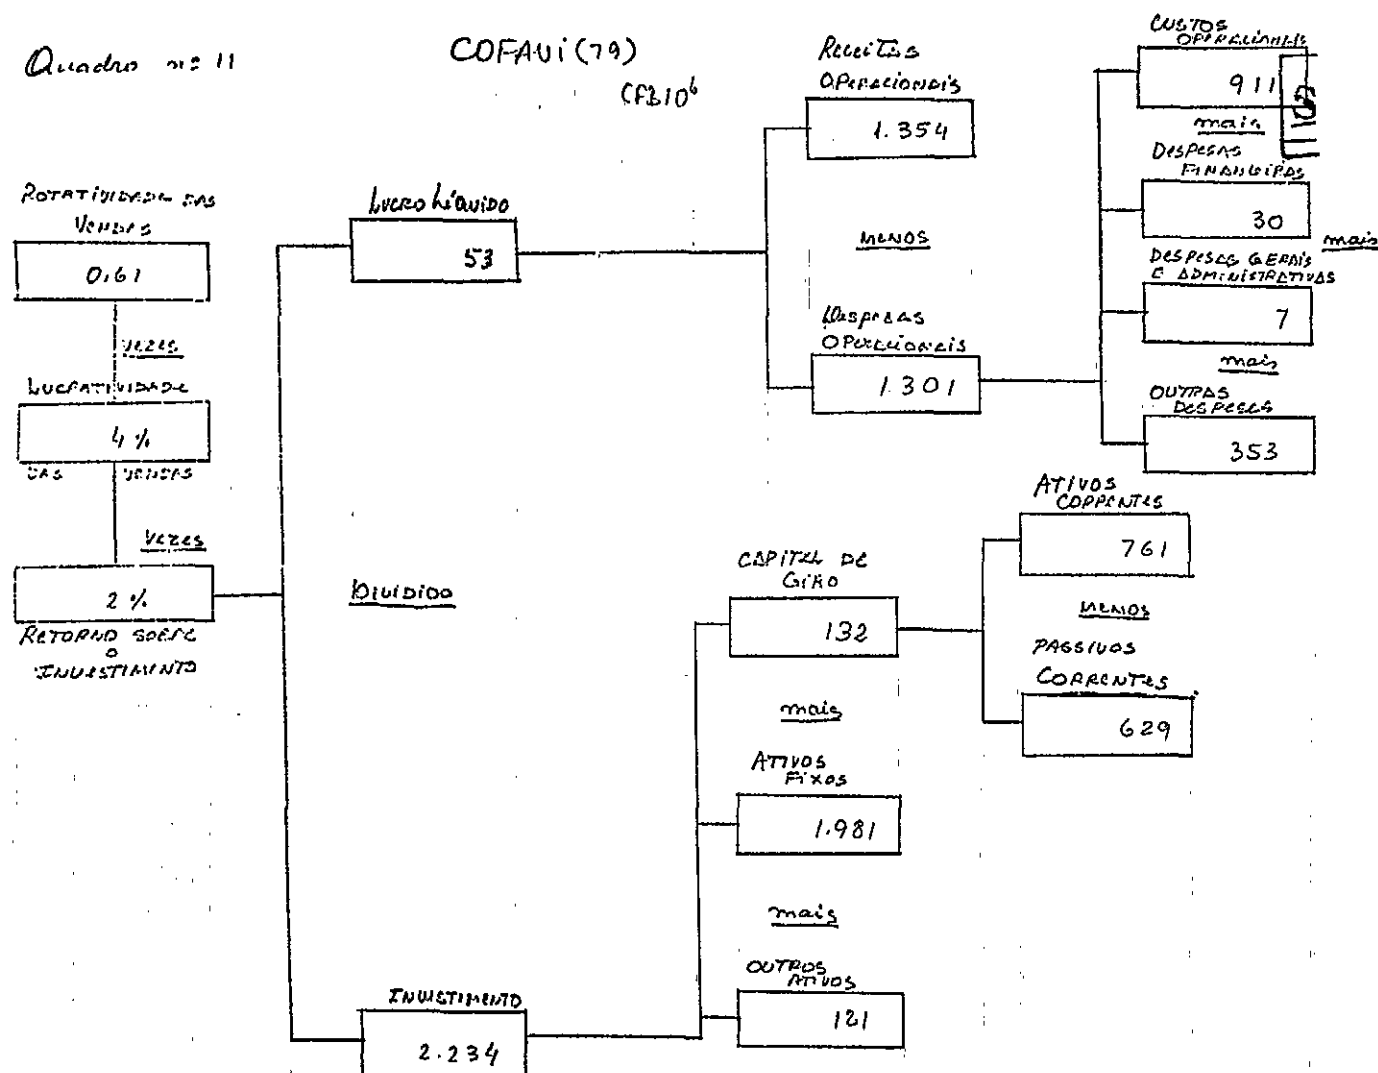 Quadro nº 11
COFAVI (79)
CR$10⁶
ROTATIVIDADE DAS
VENDAS
0,61
VEZES
LUCRATIVIDADE
4 %
DAS VENDAS
VEZES
2 %
RETORNO SOBRE
O
INVESTIMENTO
LUCRO LÍQUIDO
53
DIVIDIDO
INVESTIMENTO
2.234
RECEITAS
OPERACIONAIS
1.354
MENOS
DESPESAS
OPERACIONAIS
1.301
CUSTOS
OPERACIONAIS
911
mais
DESPESAS
FINANCEIRAS
30
mais
DESPESAS GERAIS
E ADMINISTRATIVAS
7
mais
OUTRAS
DESPESAS
353
CAPITAL DE
GIRO
132
mais
ATIVOS
FIXOS
1.981
mais
OUTROS
ATIVOS
121
ATIVOS
CORRENTES
761
MENOS
PASSIVOS
CORRENTES
629